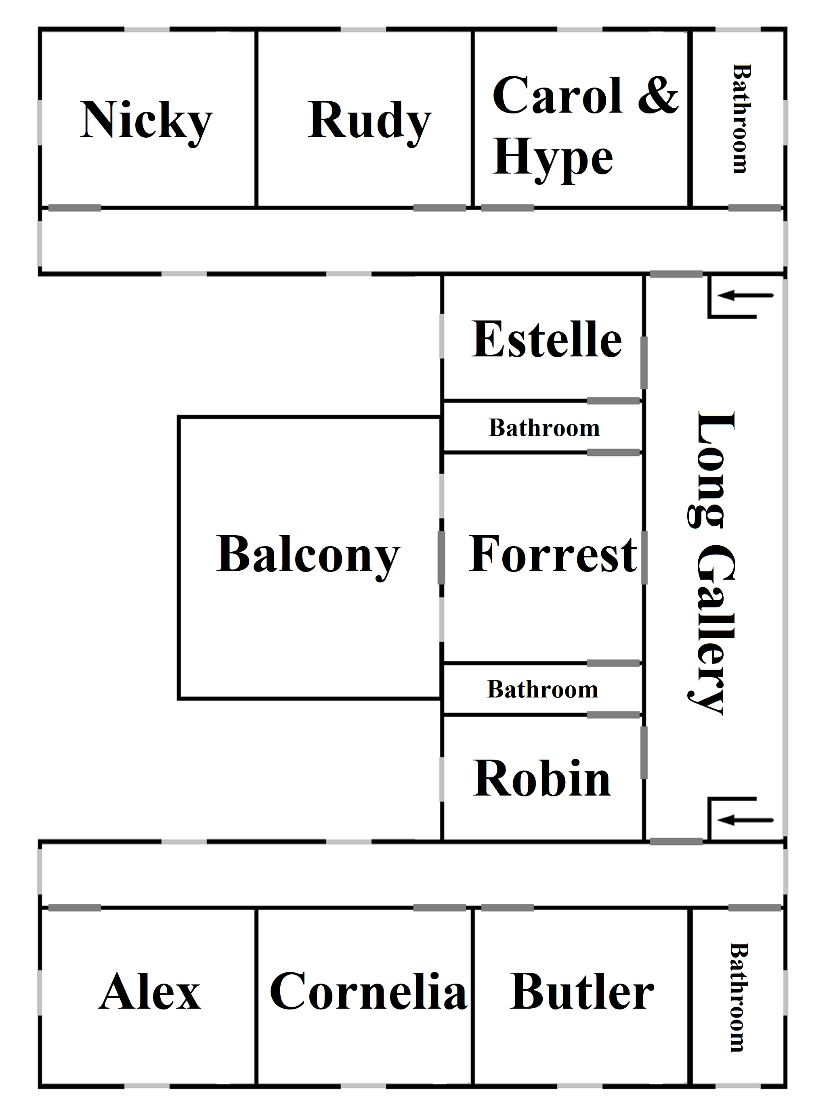 Nicky
Rudy
Carol &
Hype
Bathroom
Estelle
Bathroom
Balcony
Forrest
Long Gallery
Bathroom
Robin
Alex
Cornelia
Butler
Bathroom